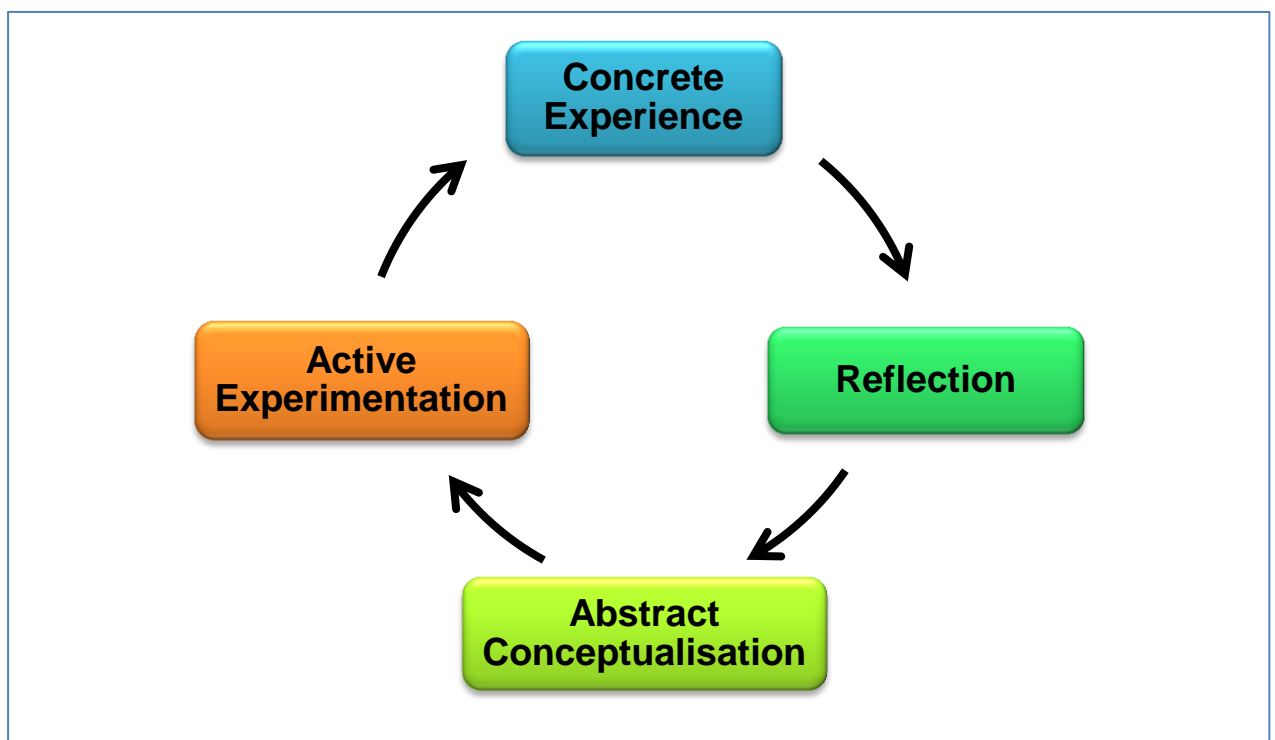 Concrete
Experience
Reflection
Abstract
Conceptualisation
Active
Experimentation